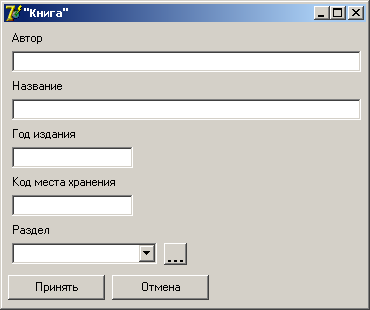 "Книга"
Автор
Название
Год издания
Код места хранения
Раздел
...
Принять Отмена